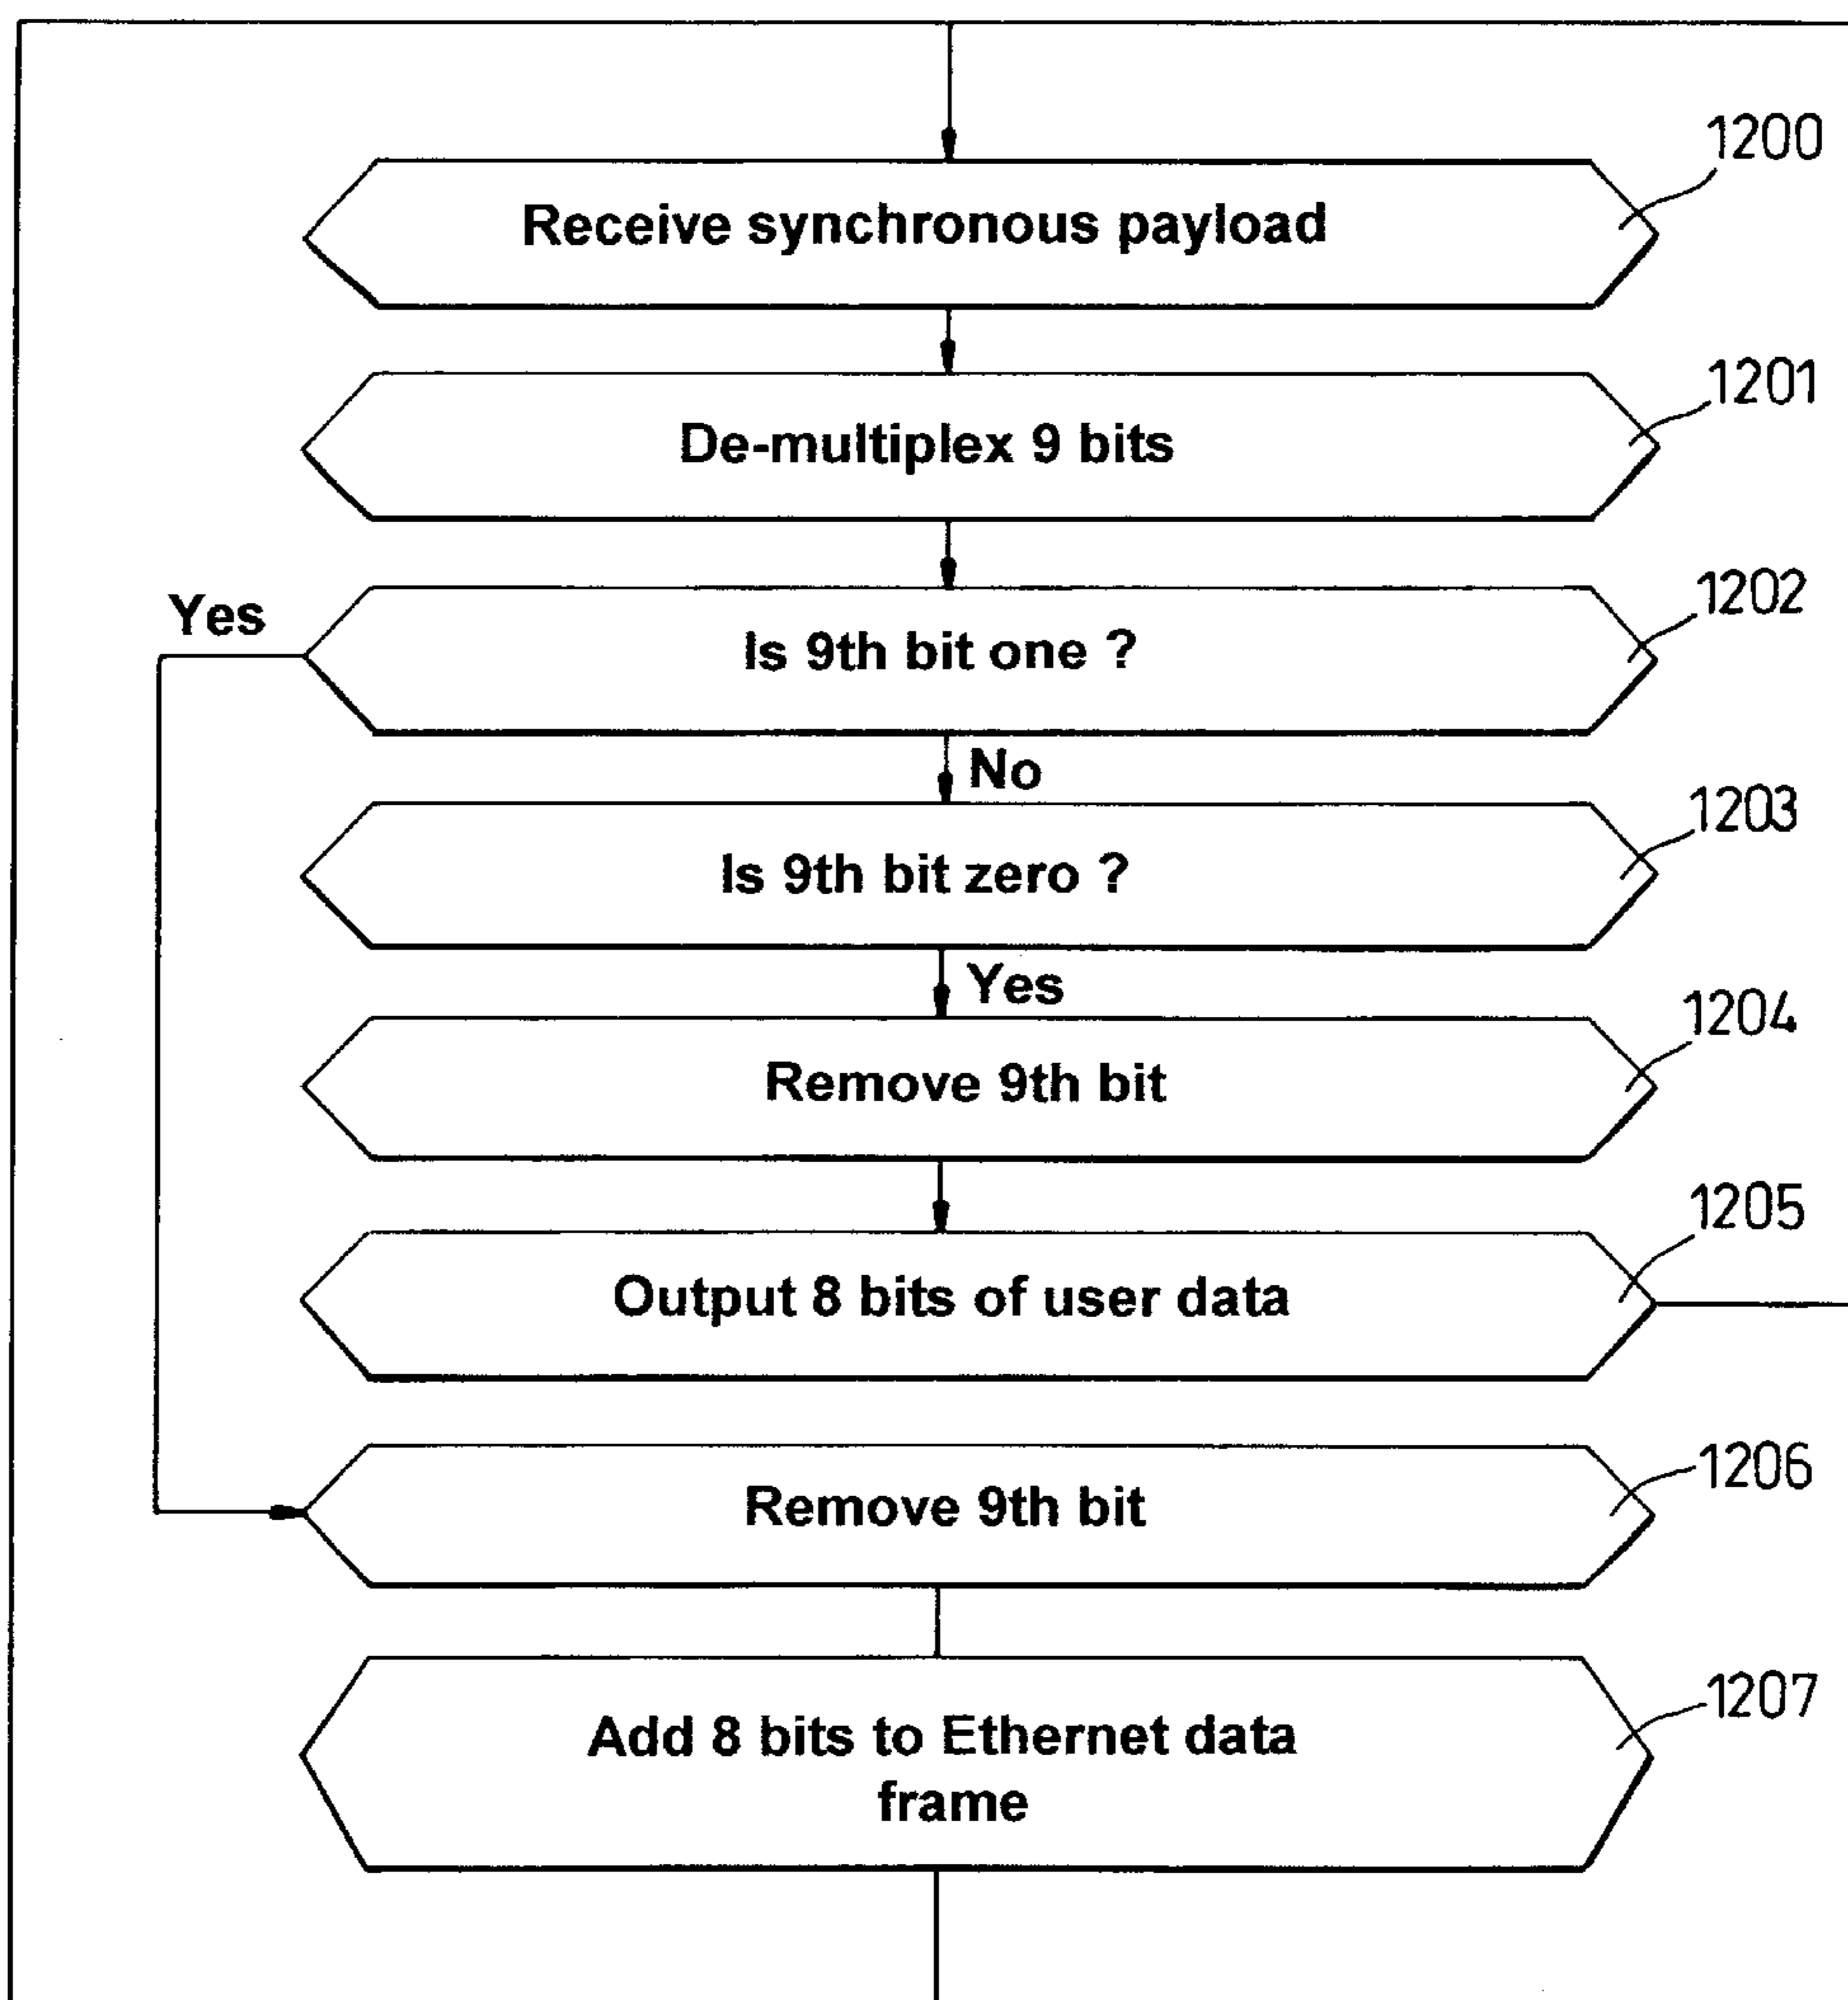 1200
Receive synchronous payload
1201
De-multiplex 9 bits
1202
Yes
Is 9th bit one ?
No
1203
Is 9th bit zero ?
Yes
1204
Remove 9th bit
1205
Output 8 bits of user data
1206
Remove 9th bit
1207
Add 8 bits to Ethernet data
frame